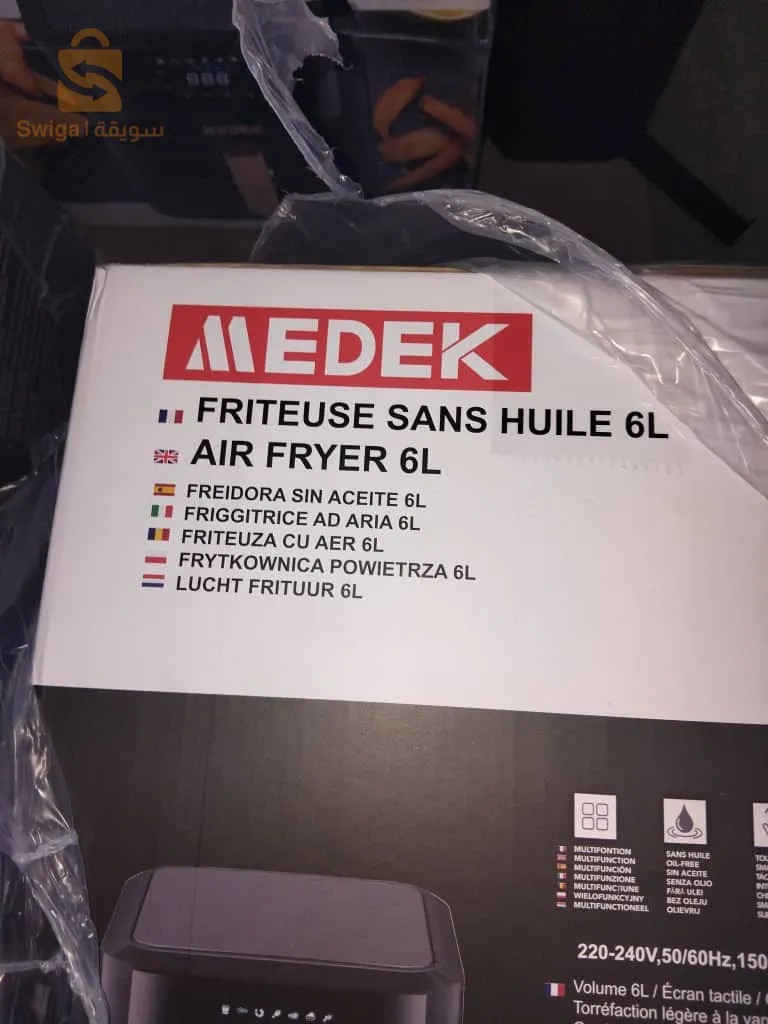 Swiga | سويقة
MEDEK
FRITEUSE SANS HUILE 6L
AIR FRYER 6L
FREIDORA SIN ACEITE 6L
FRIGGITRICE AD ARIA 6L
FRITEUZA CU AER 6L
FRYTKOWNICA POWIETRZA 6L
LUCHT FRITUUR 6L
MULTIFONTION
MULTIFUNCTION
MULTIFUNCIÓN
MULTIFUNZIONE
WIELOFUNKCYJNY
MULTIFUNCTIONEEL
SANS HUILE
OIL-FREE
SIN ACEITE
SENZA OLIO
FĂRĂ ULEI
BEZ OLEJU
OLIEVRIJ
220-240V,50/60Hz,150
Volume 6L / Écran tactile /
Torréfaction légère à la